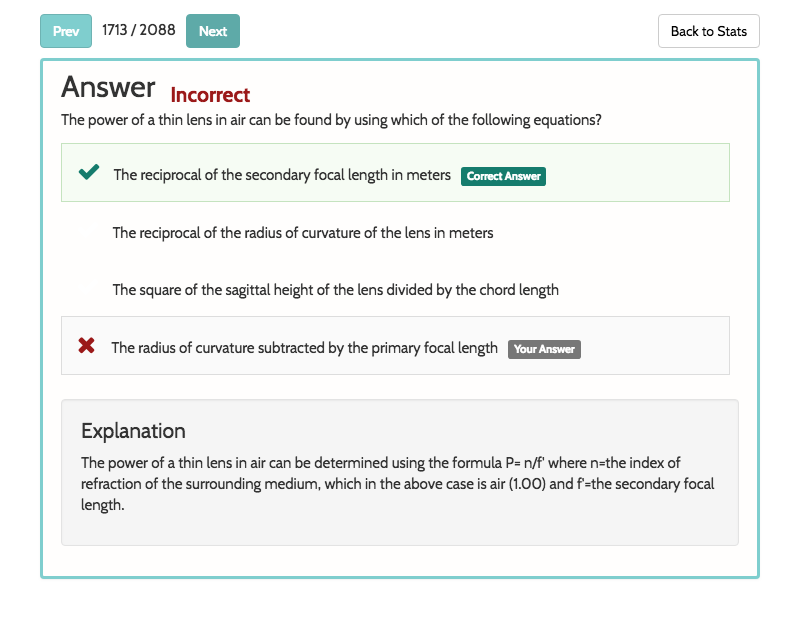 Prev 1713 / 2088 Next Back to Stats
Answer Incorrect
The power of a thin lens in air can be found by using which of the following equations?
The reciprocal of the secondary focal length in meters Correct Answer
The reciprocal of the radius of curvature of the lens in meters
The square of the sagittal height of the lens divided by the chord length
The radius of curvature subtracted by the primary focal length Your Answer
Explanation
The power of a thin lens in air can be determined using the formula P= n/f' where n=the index of
refraction of the surrounding medium, which in the above case is air (1.00) and f'=the secondary focal
length.